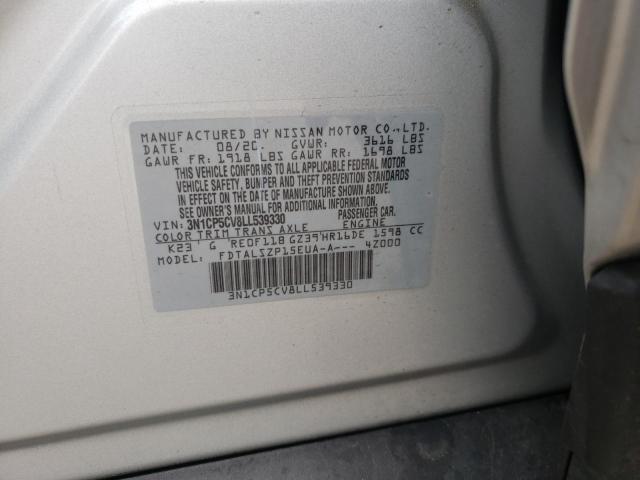 MANUFACTURED BY NISSAN MOTOR CO., LTD.
DATE: 08/20 GVWR: 3616 LBS
GAWR FR: 1918 LBS GAWR RR: 1698 LBS
THIS VEHICLE CONFORMS TO ALL APPLICABLE FEDERAL MOTOR
VEHICLE SAFETY, BUMPER AND THEFT PREVENTION STANDARDS
IN EFFECT ON THE DATE OF MANUFACTURE SHOWN ABOVE.
SEE OWNER'S MANUAL FOR ADDITIONAL INFORMATION.
VIN: 3N1CP5CV8LL539330 PASSENGER CAR.
COLOR TRIM TRANS AXLE ENGINE
K23 G RE0F11B GZ39 HR16DE 1598 CC
MODEL: FDTALSZP15EUA-A--- 4Z000
3N1CP5CV8LL539330